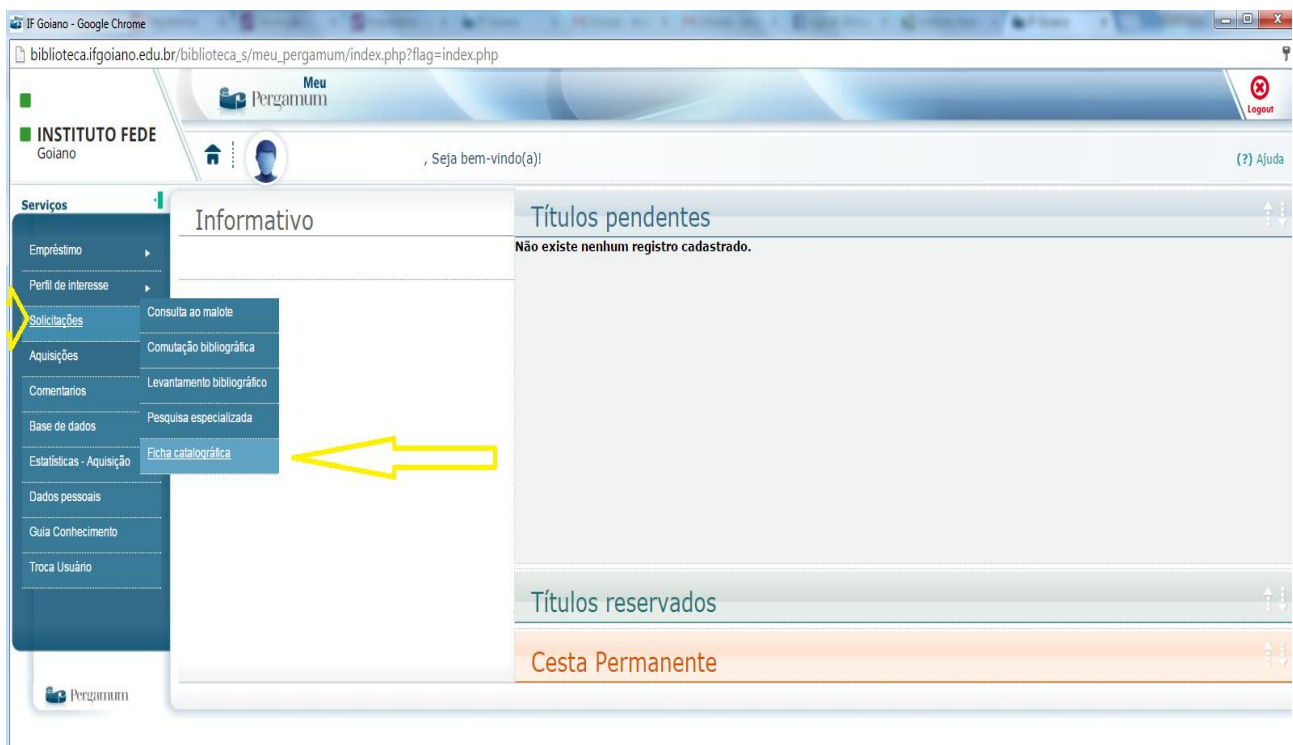 IF Goiano - Google Chrome
biblioteca.ifgoiano.edu.br/biblioteca_s/meu_pergamum/index.php?flag=index.php
Meu
Pergamum
Logout
INSTITUTO FEDE
Goiano
, Seja bem-vindo(a)!
(?) Ajuda
Serviços
Empréstimo
Perfil de interesse
Solicitações
Aquisições
Comentarios
Base de dados
Estatísticas - Aquisição
Dados pessoais
Guia Conhecimento
Troca Usuário
Consulta ao malote
Comutação bibliográfica
Levantamento bibliográfico
Pesquisa especializada
Ficha catalográfica
Informativo
Títulos pendentes
Não existe nenhum registro cadastrado.
Títulos reservados
Cesta Permanente
Pergamum